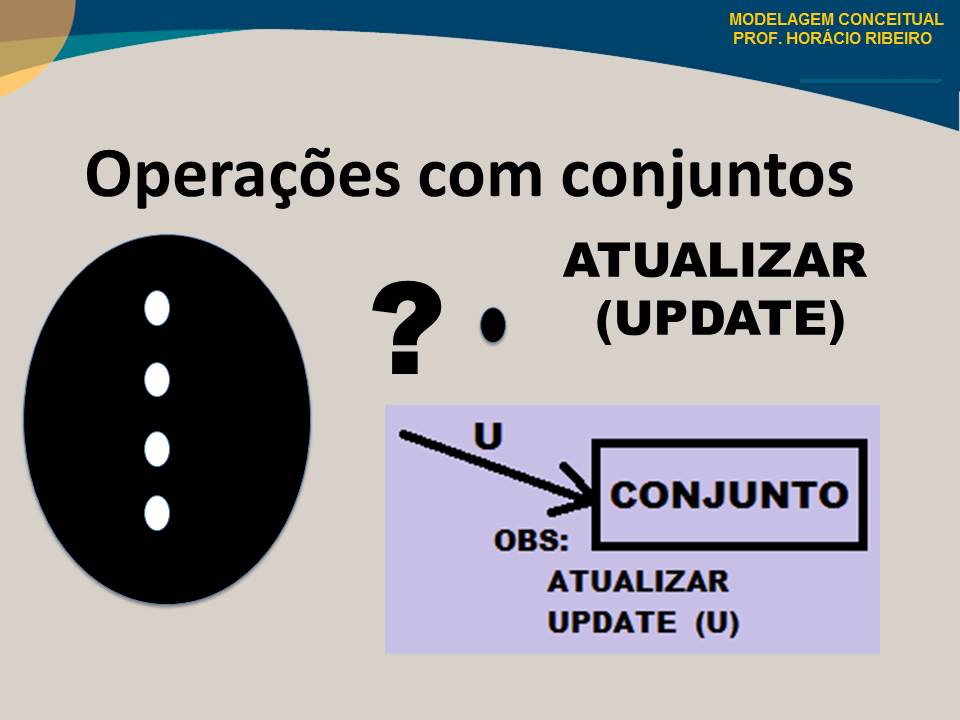 MODELAGEM CONCEITUAL
PROF. HORÁCIO RIBEIRO
Operações com conjuntos
ATUALIZAR
(UPDATE)
?
U
CONJUNTO
OBS:
ATUALIZAR
UPDATE (U)